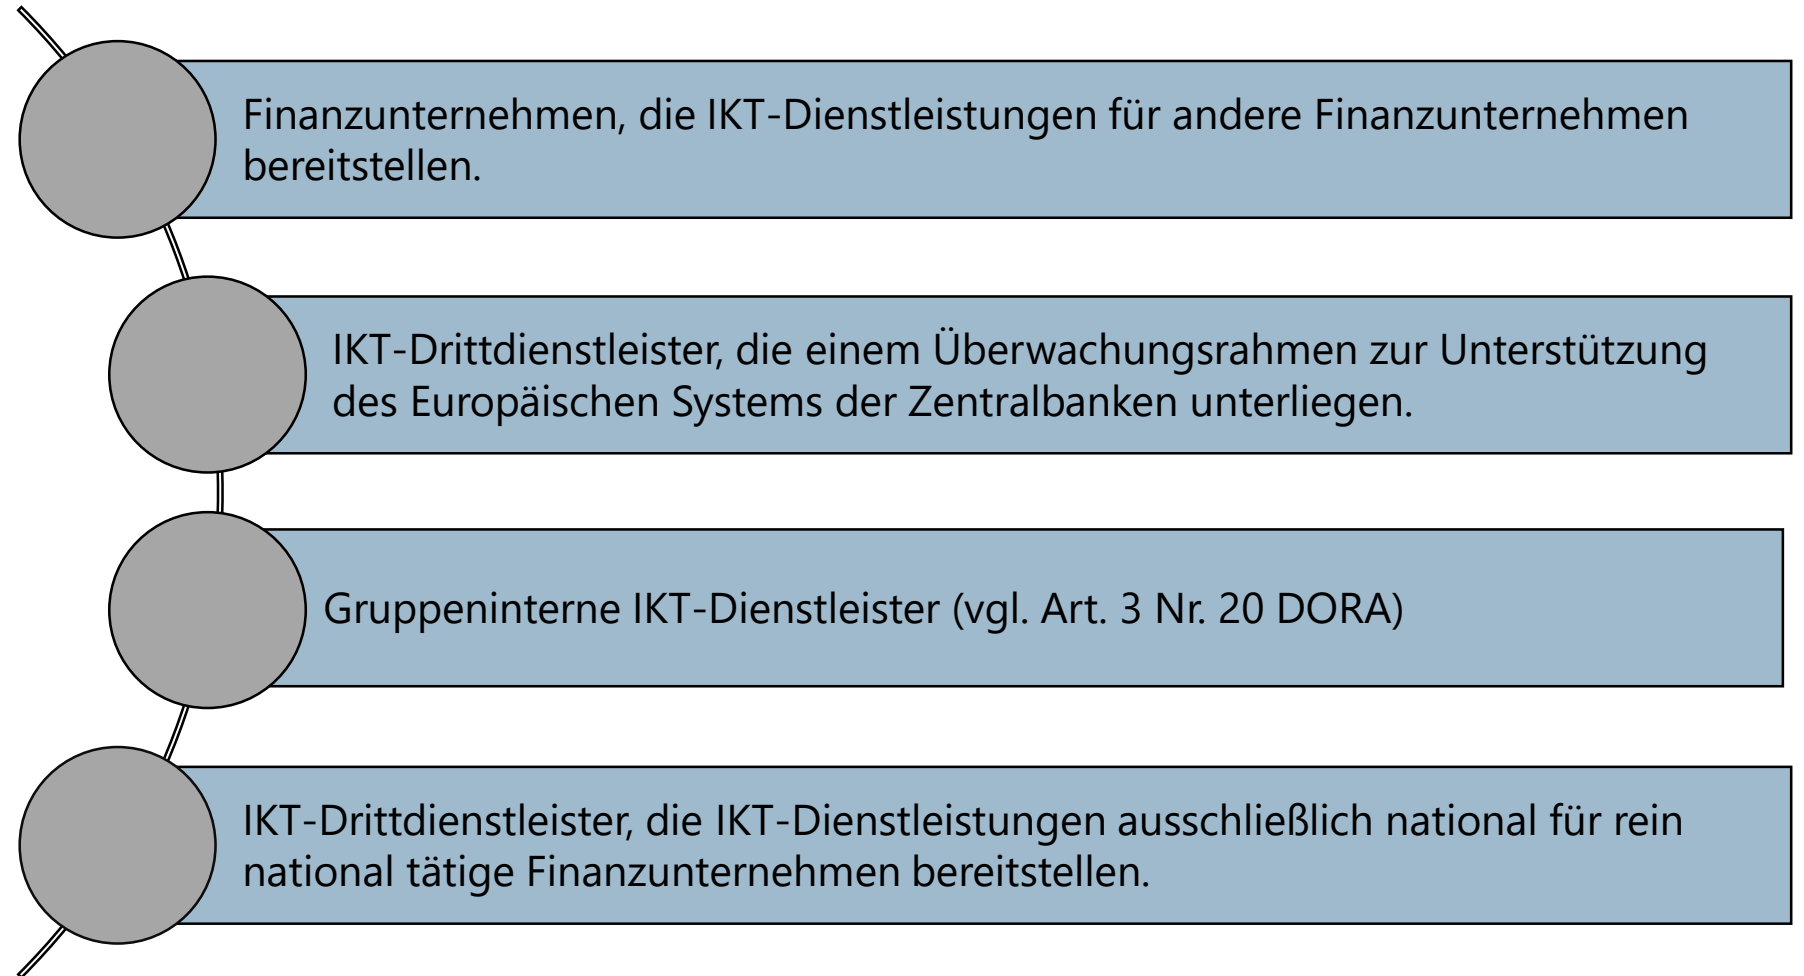 Finanzunternehmen, die IKT-Dienstleistungen für andere Finanzunternehmen
bereitstellen.
IKT-Drittdienstleister, die einem Überwachungsrahmen zur Unterstützung
des Europäischen Systems der Zentralbanken unterliegen.
Gruppeninterne IKT-Dienstleister (vgl. Art. 3 Nr. 20 DORA)
IKT-Drittdienstleister, die IKT-Dienstleistungen ausschließlich national für rein
national tätige Finanzunternehmen bereitstellen.